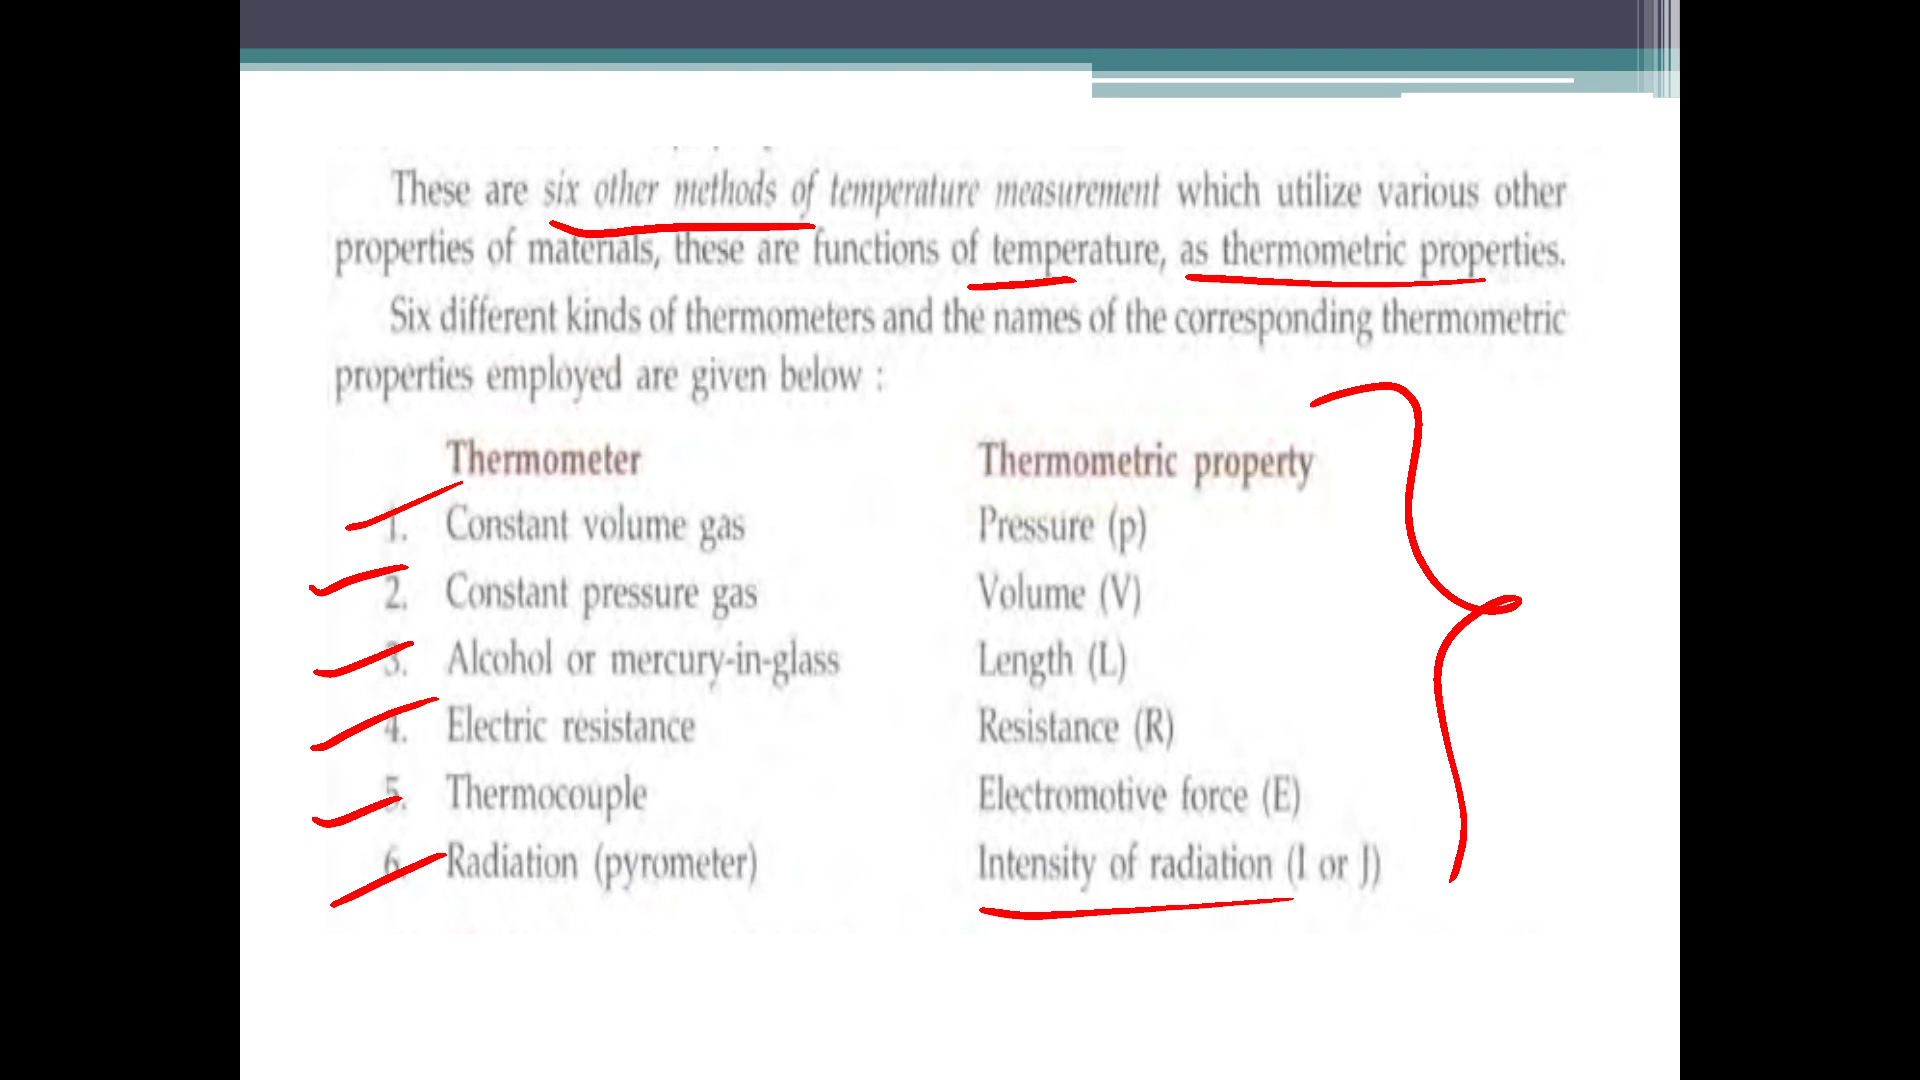 These are six other methods of temperature measurement which utilize various other
properties of materials, these are functions of temperature, as thermometric properties.
Six different kinds of thermometers and the names of the corresponding thermometric
properties employed are given below :
Thermometer Thermometric property
1. Constant volume gas Pressure (p)
2. Constant pressure gas Volume (V)
3. Alcohol or mercury-in-glass Length (L)
4. Electric resistance Resistance (R)
5. Thermocouple Electromotive force (E)
6. Radiation (pyrometer) Intensity of radiation (I or J)